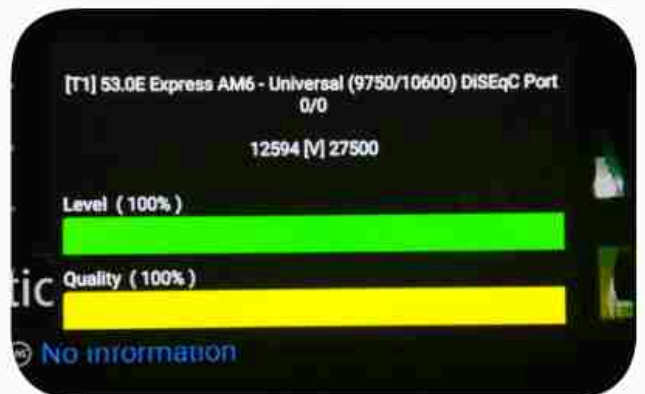 [T1] 53.0E Express AM6 - Universal (9750/10600) DiSEqC Port
0/0
12594 [V] 27500
Level ( 100% )
Quality ( 100% )
tic
No information